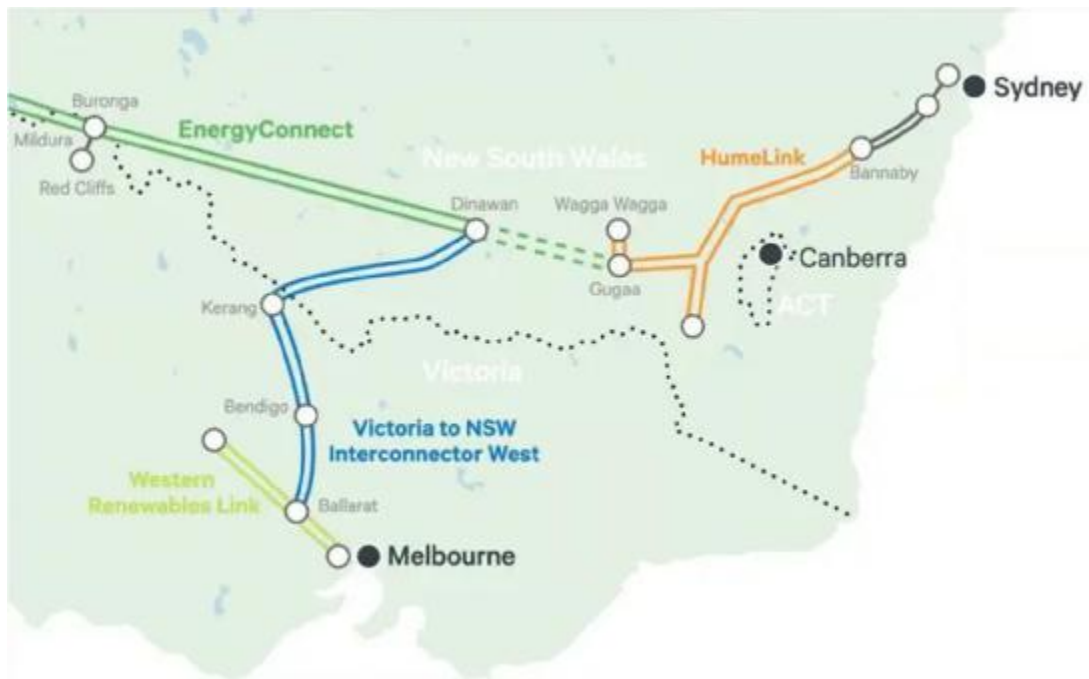 Sydney
Buronga
EnergyConnect
Mildura
New South Wales
HumeLink
Bannaby
Red Cliffs
Dinawan
Wagga Wagga
Canberra
Gugaa
ACT
Kerang
Victoria
Bendigo
Victoria to NSW
Interconnector West
Western
Renewables Link
Ballarat
Melbourne